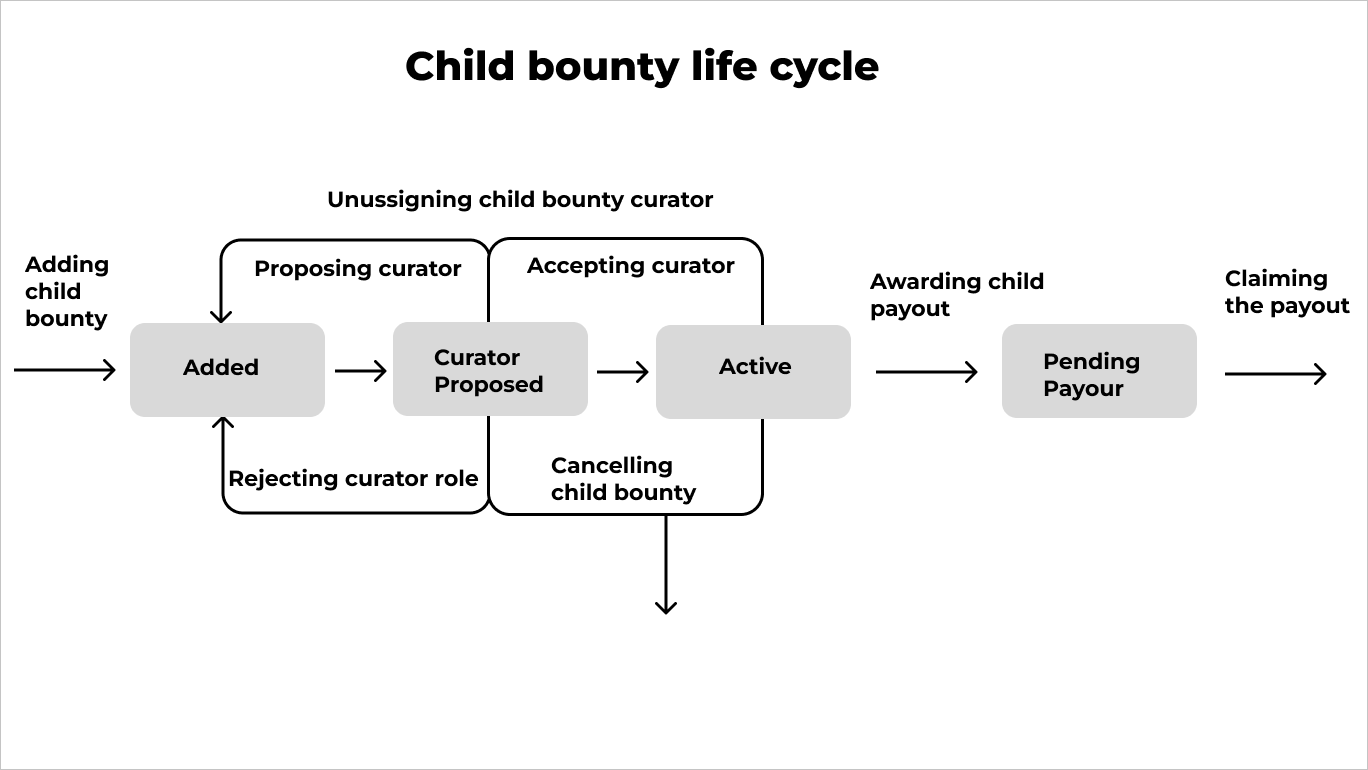 Child bounty life cycle
Unussigning child bounty curator
Adding
child
bounty
Proposing curator
Accepting curator
Awarding child
payout
Claiming
the payout
Added
Curator
Proposed
Active
Pending
Payour
Rejecting curator role
Cancelling
child bounty